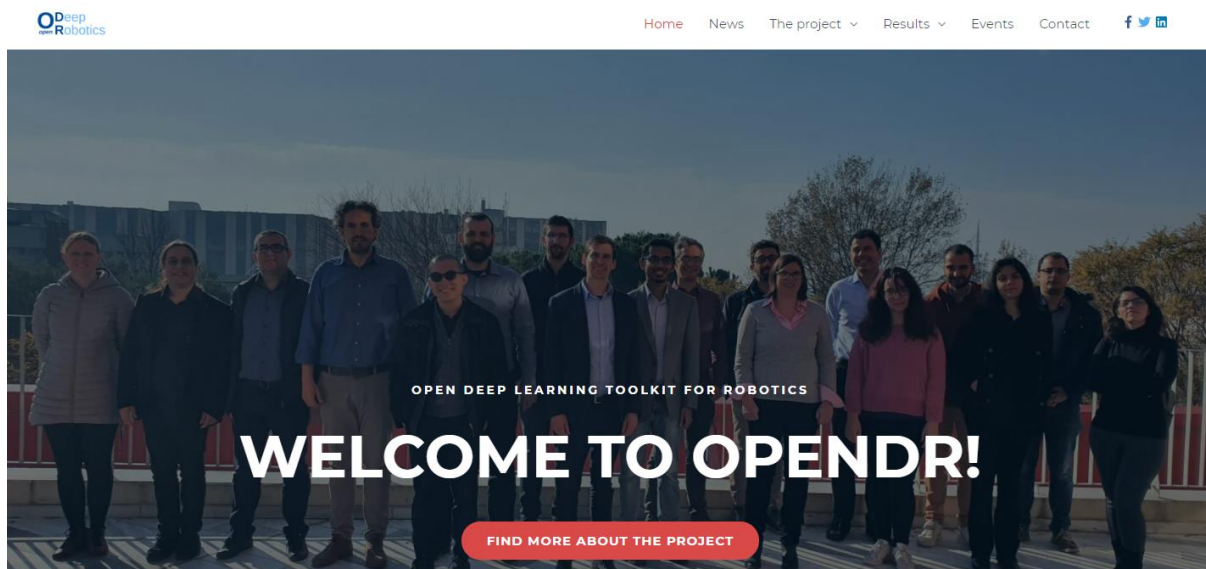 Deep
open Robotics
Home News The project Results Events Contact
OPEN DEEP LEARNING TOOLKIT FOR ROBOTICS
WELCOME TO OPENDR!
FIND MORE ABOUT THE PROJECT